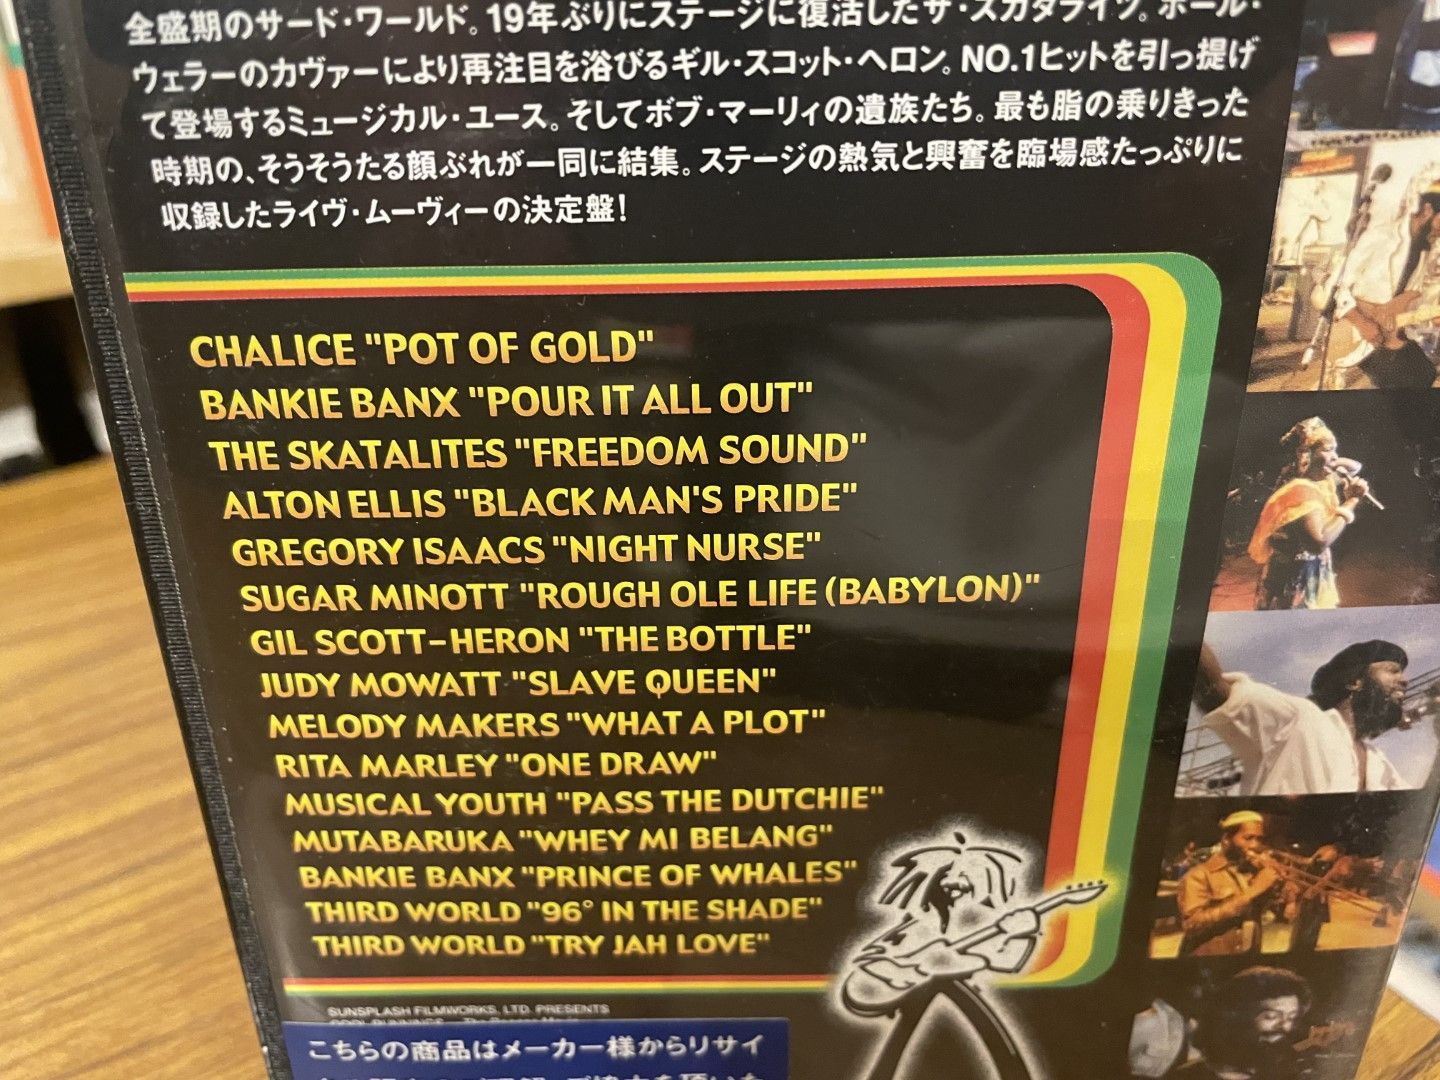 全盛期のサード・ワールド。19年ぶりにステージに復活したザ・スカタライツ。ポール・
ウェラーのカヴァーにより再注目を浴びるギル・スコット・ヘロン。NO.1ヒットを引っ提げ
て登場するミュージカル・ユース。そしてボブ・マーリィの遺族たち。最も脂の乗りきった
時期の、そうそうたる顔ぶれが一同に結集。ステージの熱気と興奮を臨場感たっぷりに
収録したライヴ・ムーヴィーの決定盤!
CHALICE "POT OF GOLD"
BANKIE BANX "POUR IT ALL OUT"
THE SKATALITES "FREEDOM SOUND"
ALTON ELLIS "BLACK MAN'S PRIDE"
GREGORY ISAACS "NIGHT NURSE"
SUGAR MINOTT "ROUGH OLE LIFE (BABYLON)"
GIL SCOTT-HERON "THE BOTTLE"
JUDY MOWATT "SLAVE QUEEN"
MELODY MAKERS "WHAT A PLOT"
RITA MARLEY "ONE DRAW"
MUSICAL YOUTH "PASS THE DUTCHIE"
MUTABARUKA "WHEY MI BELANG"
BANKIE BANX "PRINCE OF WHALES"
THIRD WORLD "96° IN THE SHADE"
THIRD WORLD "TRY JAH LOVE"
SUNSPLASH FILMWORKS, LTD. PRESENTS
こちらの商品はメーカー様からリサイ